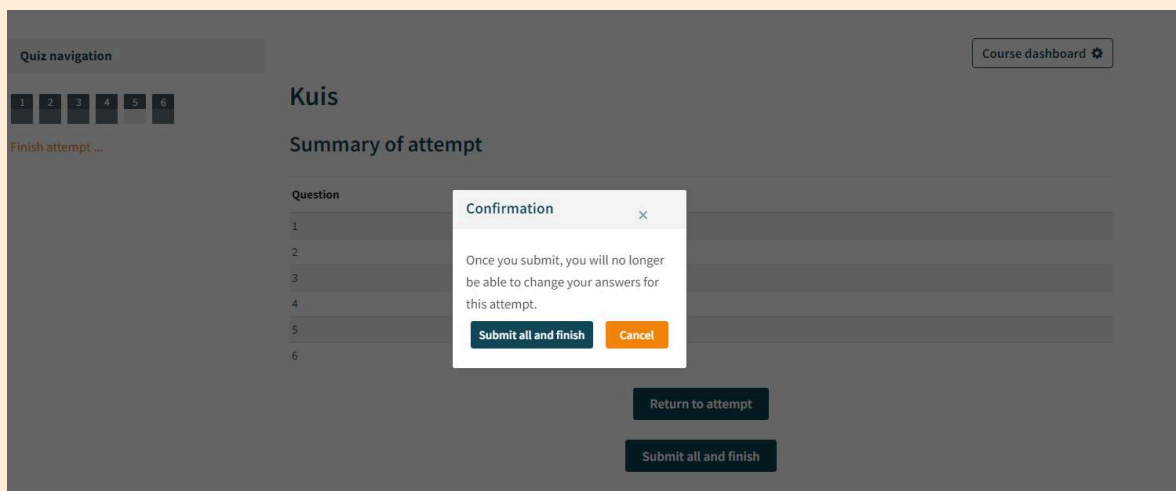 Quiz navigation
Course dashboard
1 2 3 4 5 6
Finish attempt ...
Kuis
Summary of attempt
Question
1
2
3
4
5
6
Confirmation
×
Once you submit, you will no longer
be able to change your answers for
this attempt.
Submit all and finish
Cancel
Return to attempt
Submit all and finish